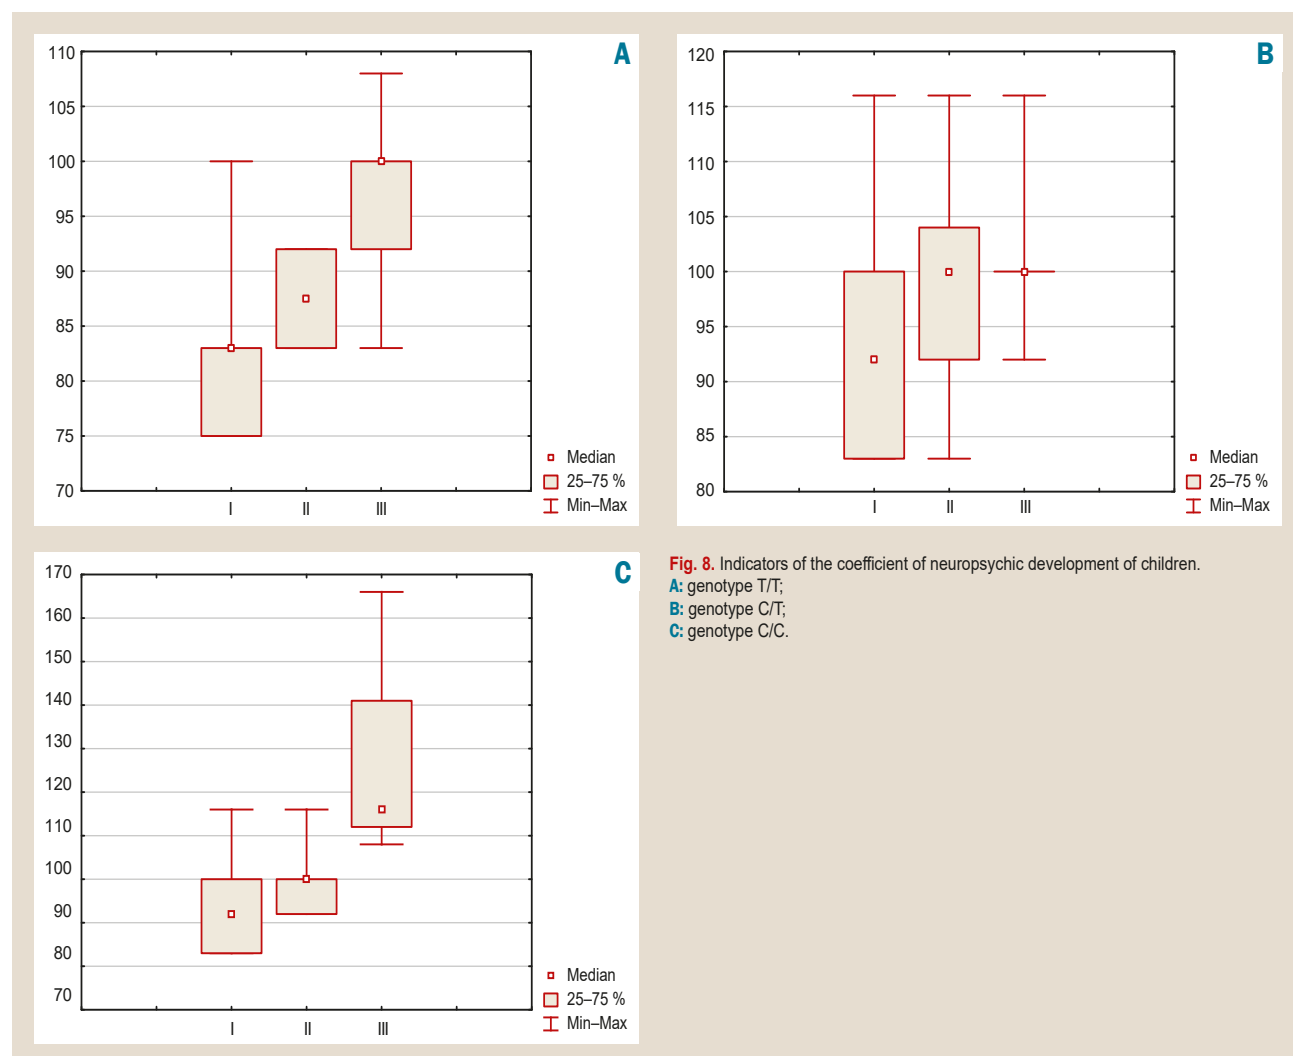 A
110
105
100
95
90
85
80
75
70
I II III
Median
25–75 %
Min–Max
B
120
115
110
105
100
95
90
85
80
I II III
Median
25–75 %
Min–Max
C
170
160
150
140
130
120
110
100
90
80
70
I II III
Median
25–75 %
Min–Max
Fig. 8. Indicators of the coefficient of neuropsychic development of children.
A: genotype T/T;
B: genotype C/T;
C: genotype C/C.